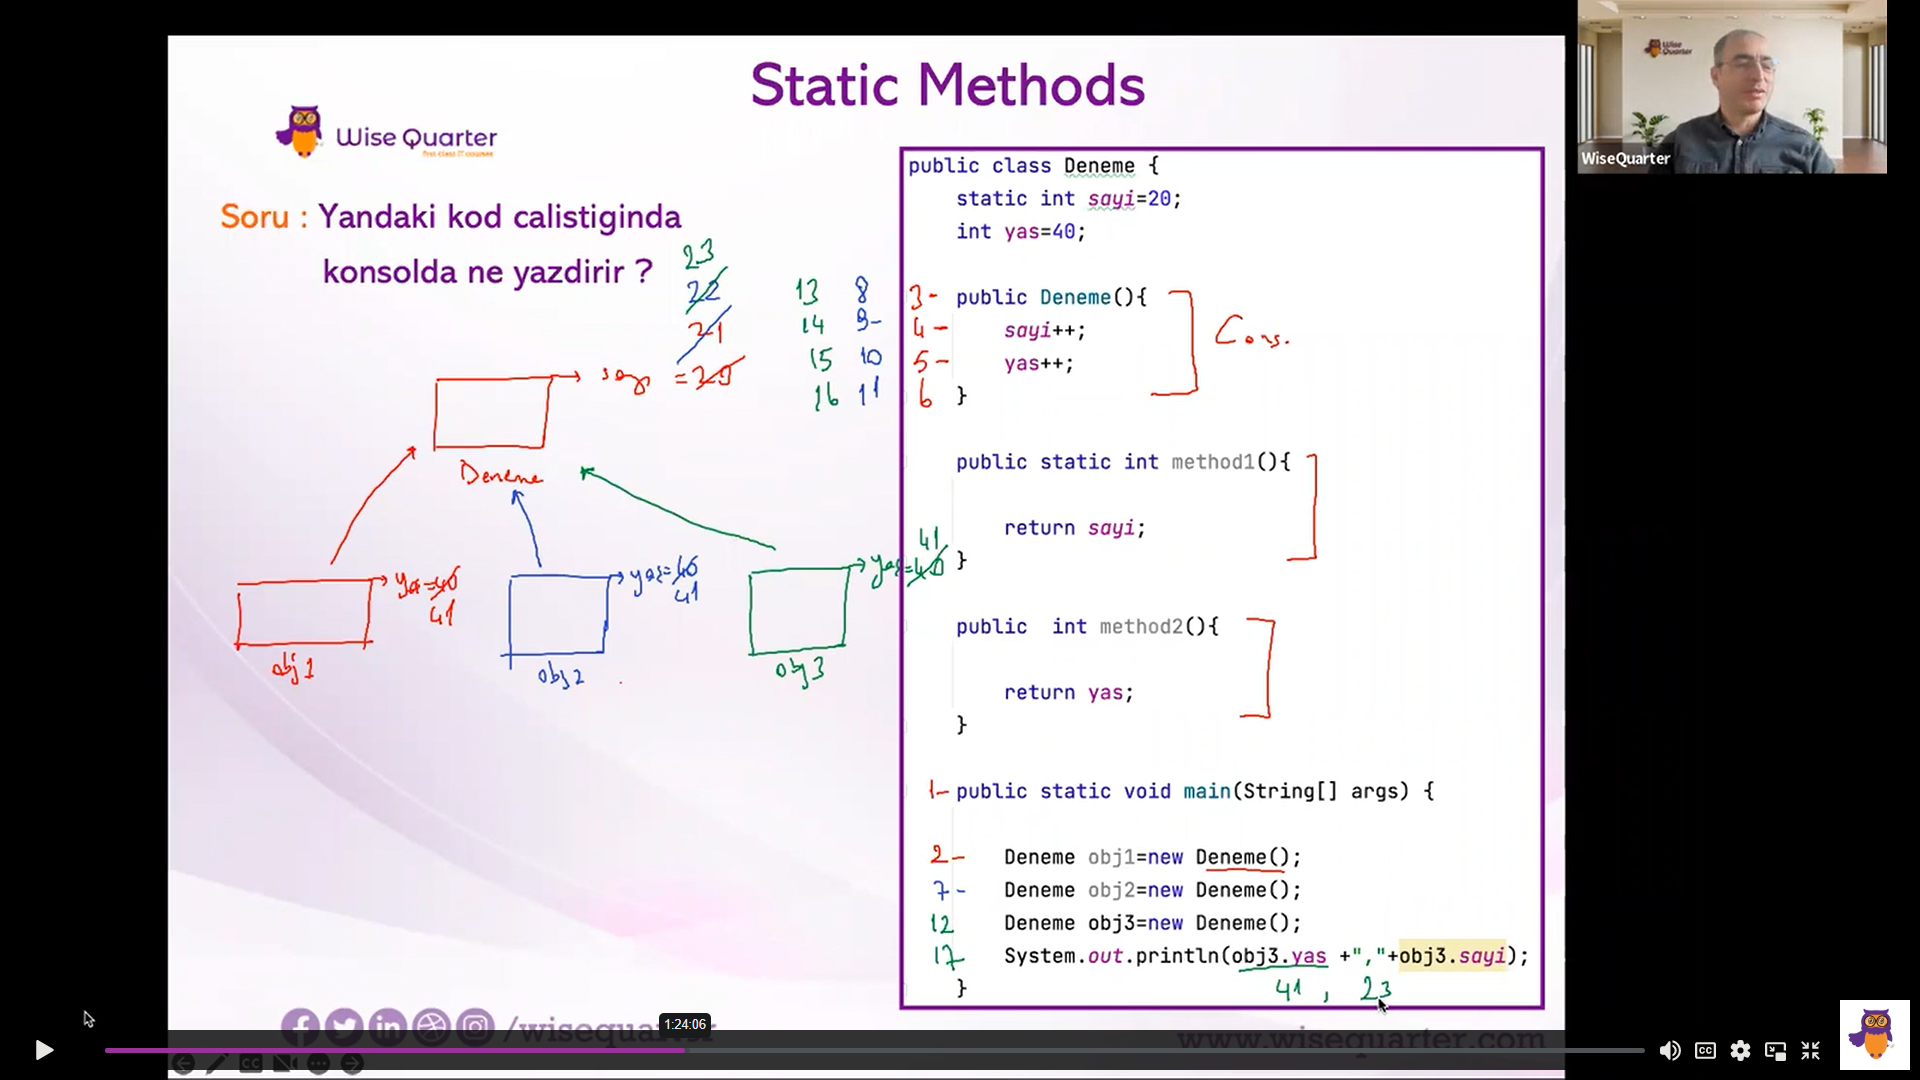 Static Methods
Wise Quarter
First Class IT courses
Soru : Yandaki kod calistiginda
konsolda ne yazdirir ?
23
22
21
= 20
13 8
14 9-
15 10
16 11
Deneme
yas=40
41
obj1
yas=40
41
obj2
41
yas=40
obj3
public class Deneme {
static int sayi=20;
int yas=40;
3- public Deneme(){
4- sayi++;
5- yas++;
6 }
Cons.
public static int method1(){
return sayi;
}
public int method2(){
return yas;
}
1- public static void main(String[] args) {
2- Deneme obj1=new Deneme();
7- Deneme obj2=new Deneme();
12 Deneme obj3=new Deneme();
17 System.out.println(obj3.yas +","+obj3.sayi);
} 41 , 23
/wisequarter
www.wisequarter.com
1:24:06
CC
CC
Wise Quarter
WiseQuarter